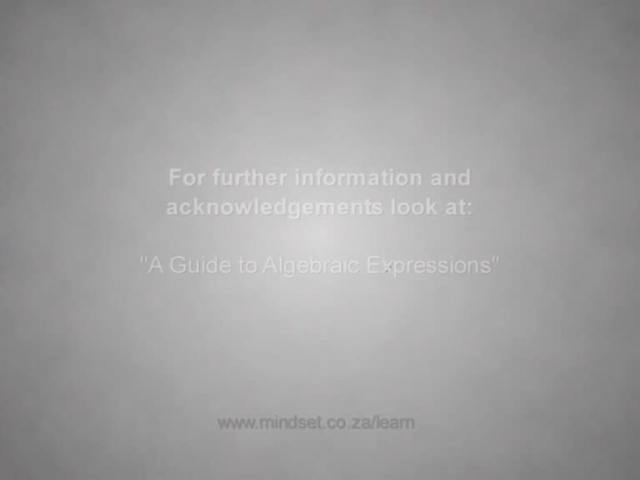 For further information and
acknowledgements look at:
"A Guide to Algebraic Expressions"
www.mindset.co.za/learn